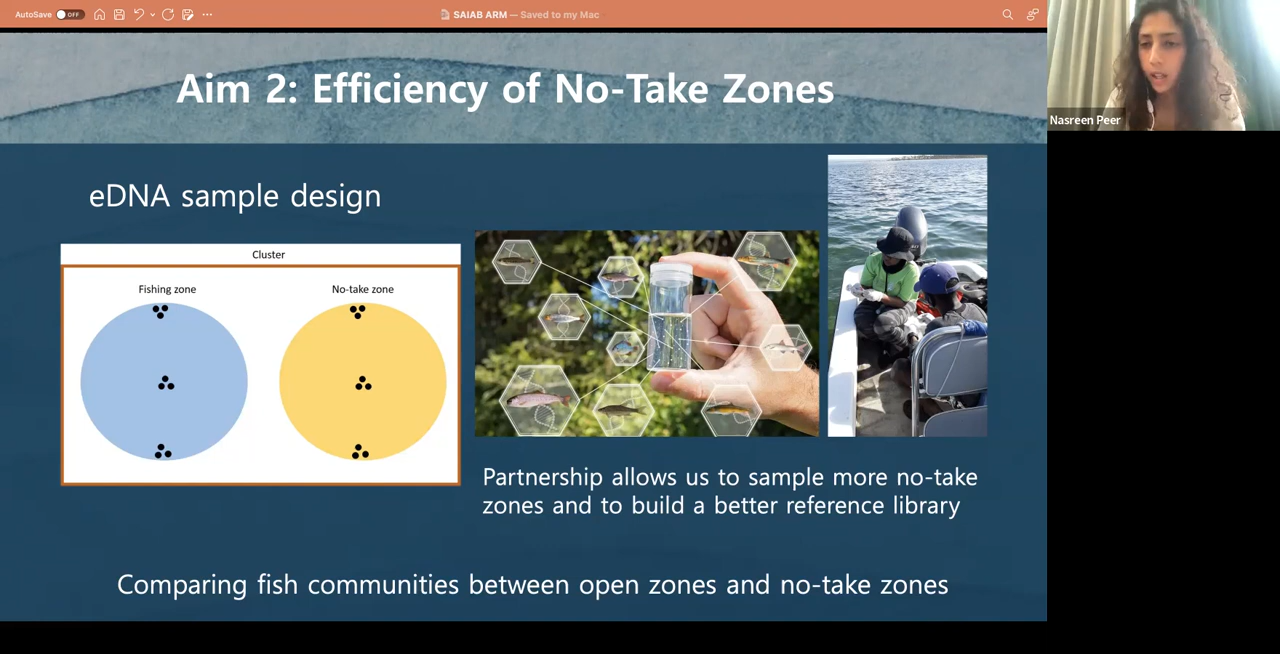 AutoSave OFF
SAIAB ARM — Saved to my Mac
Nasreen Peer
Aim 2: Efficiency of No-Take Zones
eDNA sample design
Cluster
Fishing zone
No-take zone
Partnership allows us to sample more no-take
zones and to build a better reference library
Comparing fish communities between open zones and no-take zones